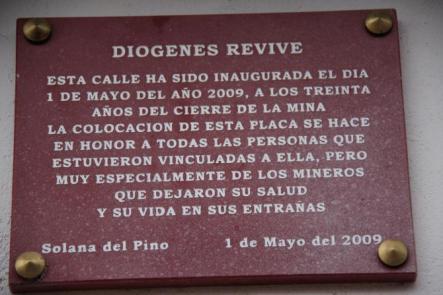 DIOGENES REVIVE
ESTA CALLE HA SIDO INAUGURADA EL DIA
1 DE MAYO DEL AÑO 2009, A LOS TREINTA
AÑOS DEL CIERRE DE LA MINA
LA COLOCACION DE ESTA PLACA SE HACE
EN HONOR A TODAS LAS PERSONAS QUE
ESTUVIERON VINCULADAS A ELLA, PERO
MUY ESPECIALMENTE DE LOS MINEROS
QUE DEJARON SU SALUD
Y SU VIDA EN SUS ENTRAÑAS
Solana del Pino 1 de Mayo del 2009